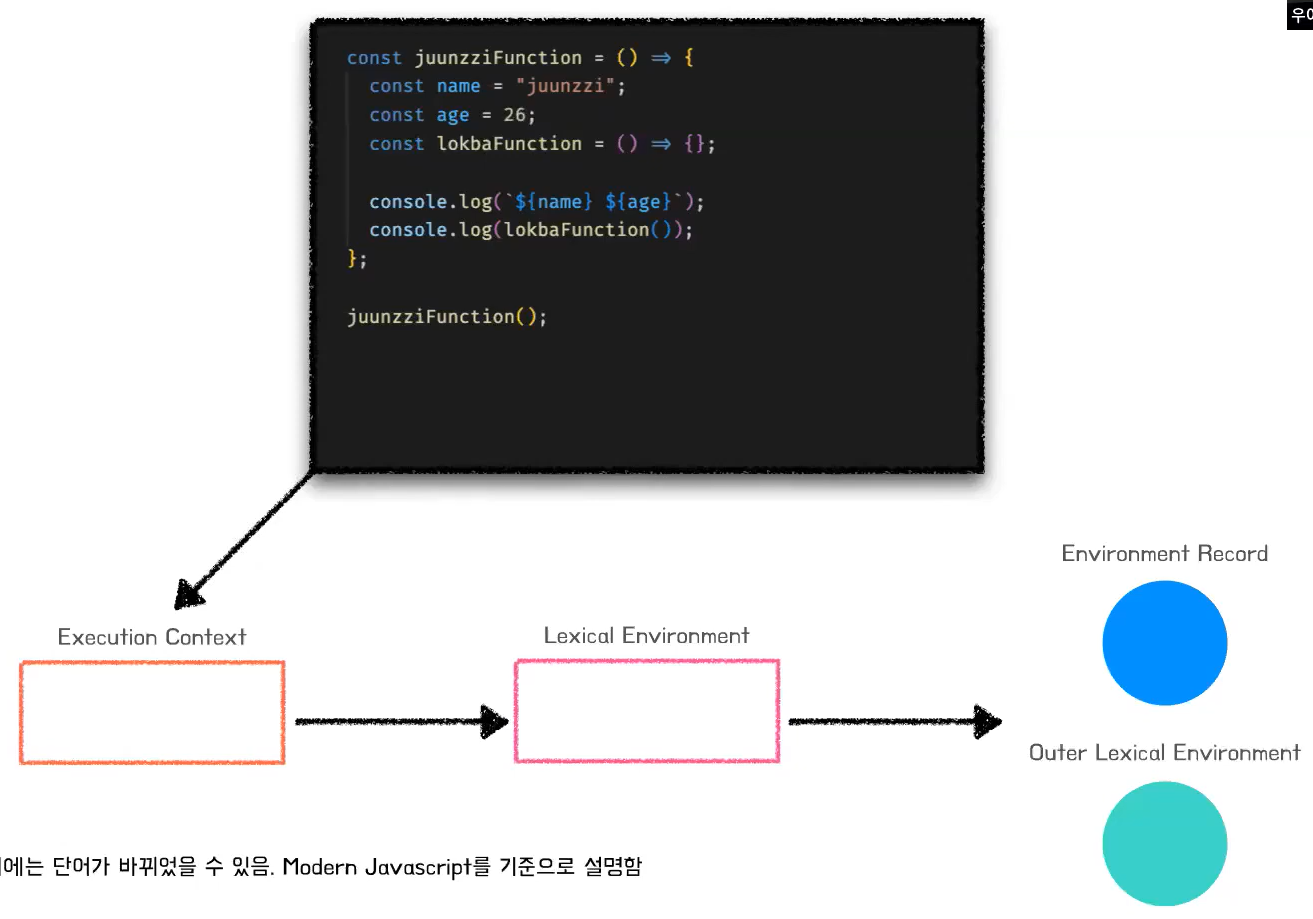 const juunzziFunction = () => {
const name = "juunzzi";
const age = 26;
const lokbaFunction = () => {};
console.log(`${name} ${age}`);
console.log(lokbaFunction());
};
juunzziFunction();
Environment Record
Execution Context
Lexical Environment
Outer Lexical Environment
에는 단어가 바뀌었을 수 있음. Modern Javascript를 기준으로 설명함